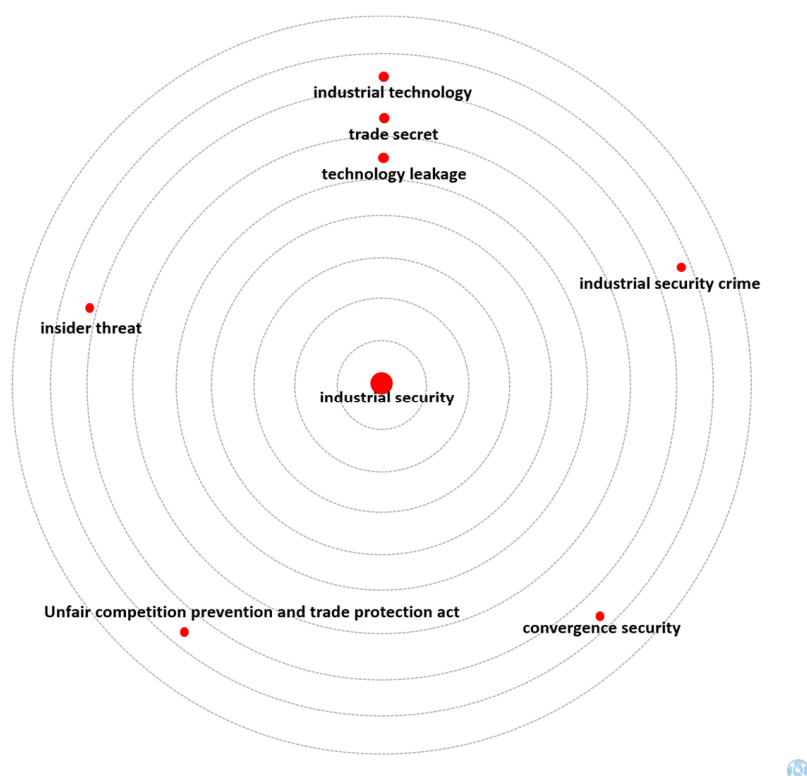 industrial technology
trade secret
technology leakage
industrial security crime
insider threat
industrial security
Unfair competition prevention and trade protection act
convergence security